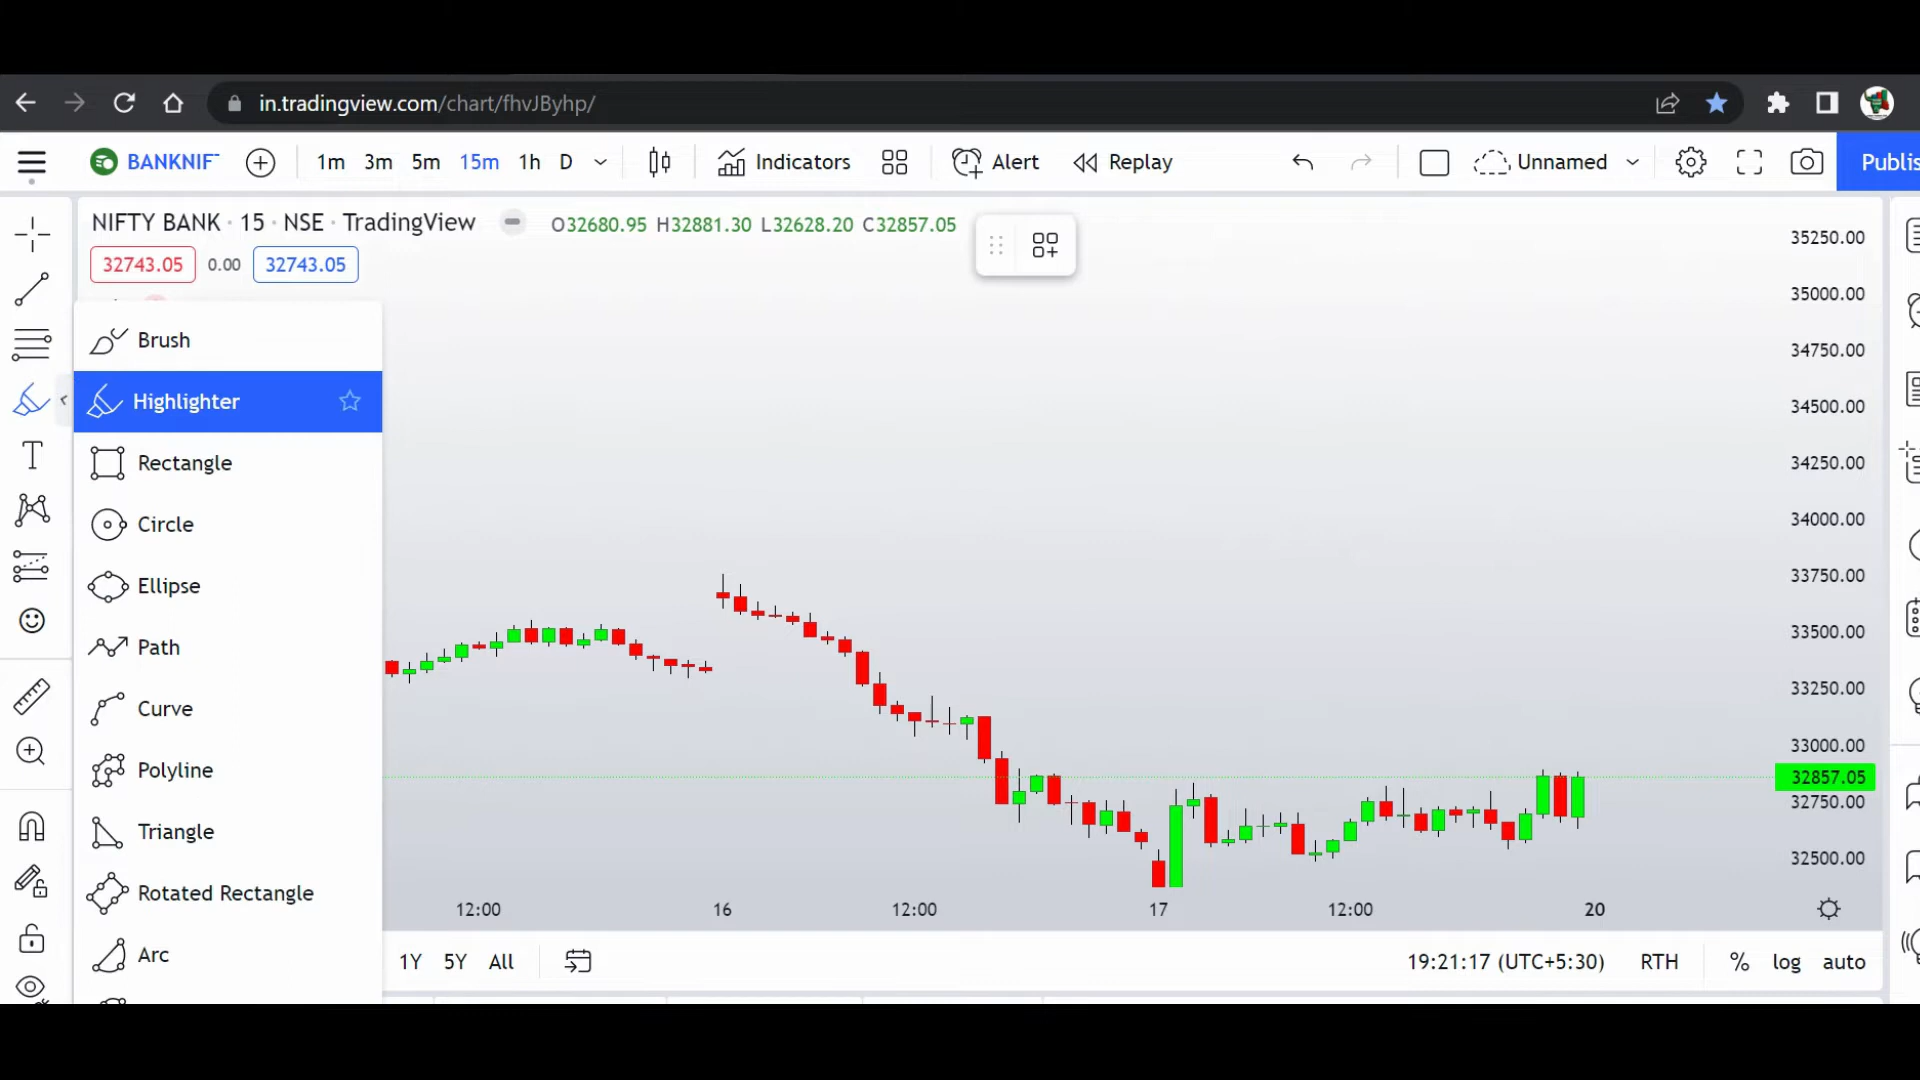 in.tradingview.com/chart/fhvJByhp/
BANKNIF 1m 3m 5m 15m 1h D Indicators Alert Replay Unnamed Publis
NIFTY BANK · 15 · NSE · TradingView O32680.95 H32881.30 L32628.20 C32857.05
32743.05 0.00 32743.05
Brush
Highlighter
Rectangle
Circle
Ellipse
Path
Curve
Polyline
Triangle
Rotated Rectangle
Arc
35250.00
35000.00
34750.00
34500.00
34250.00
34000.00
33750.00
33500.00
33250.00
33000.00
32857.05
32750.00
32500.00
12:00 16 12:00 17 12:00 20
1Y 5Y All 19:21:17 (UTC+5:30) RTH % log auto